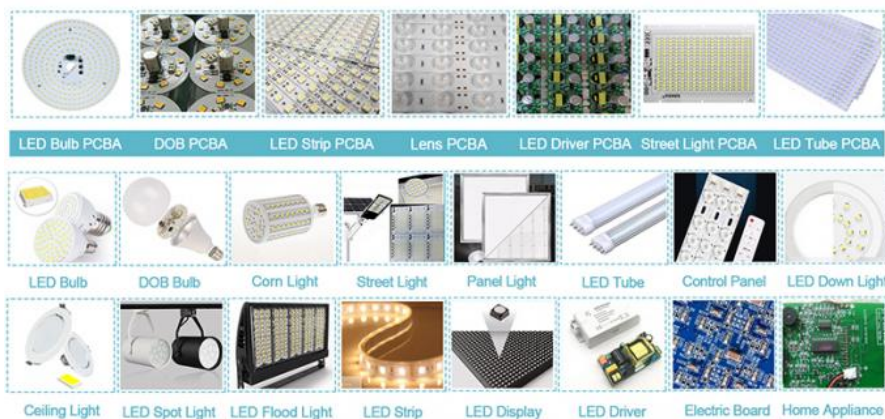 LED Bulb PCBA DOB PCBA LED Strip PCBA Lens PCBA LED Driver PCBA Street Light PCBA LED Tube PCBA
LED Bulb DOB Bulb Corn Light Street Light Panel Light LED Tube Control Panel LED Down Light
Ceiling Light LED Spot Light LED Flood Light LED Strip LED Display LED Driver Electric Board Home Appliance